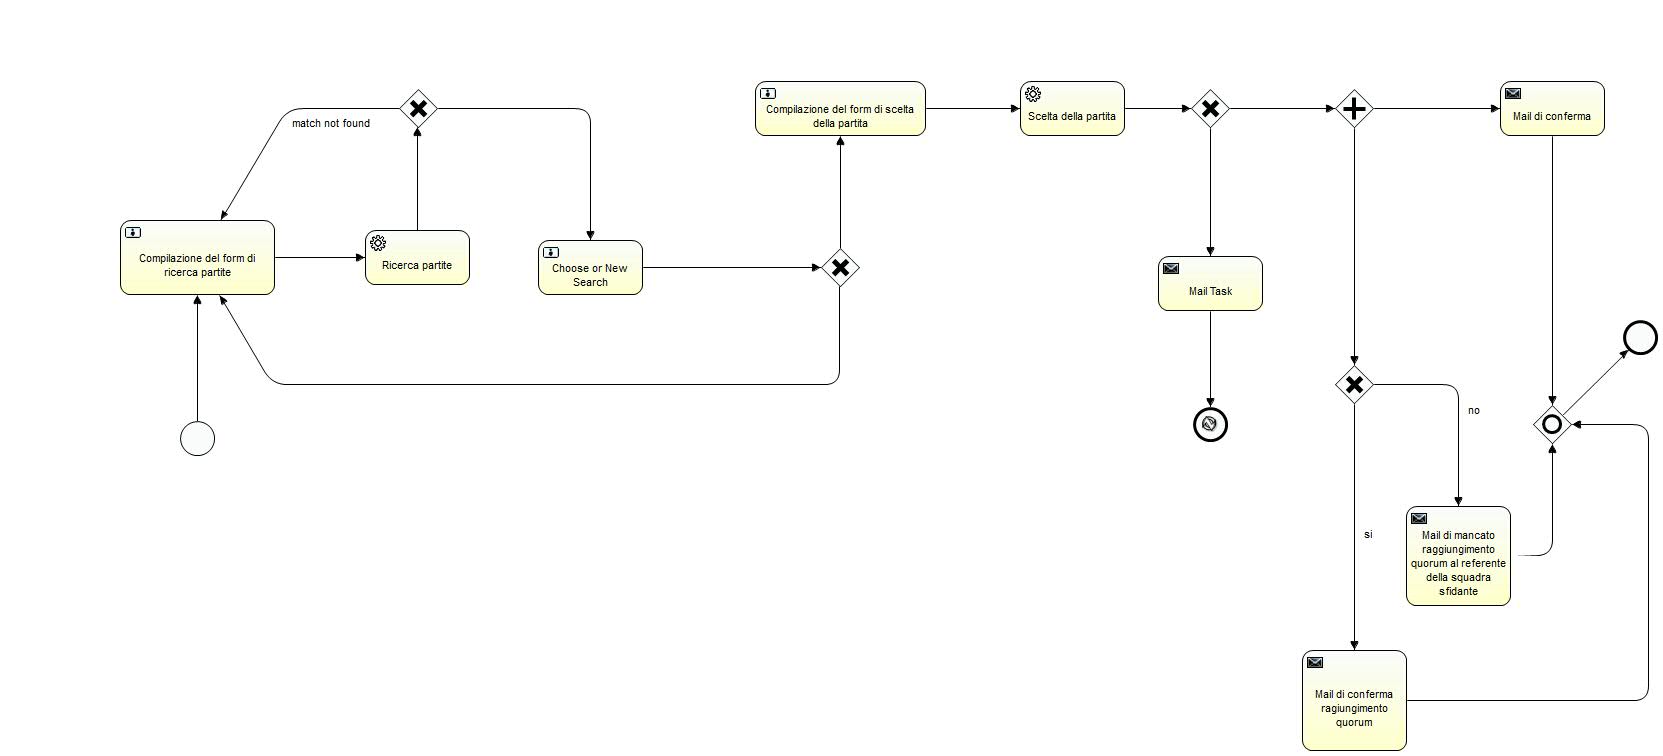 match not found
Compilazione del form di
ricerca partite
Ricerca partite
Choose or New
Search
Compilazione del form di scelta
della partita
Scelta della partita
Mail di conferma
Mail Task
no
si
Mail di mancato
raggiungimento
quorum al referente
della squadra
sfidante
Mail di conferma
ragiungimento
quorum